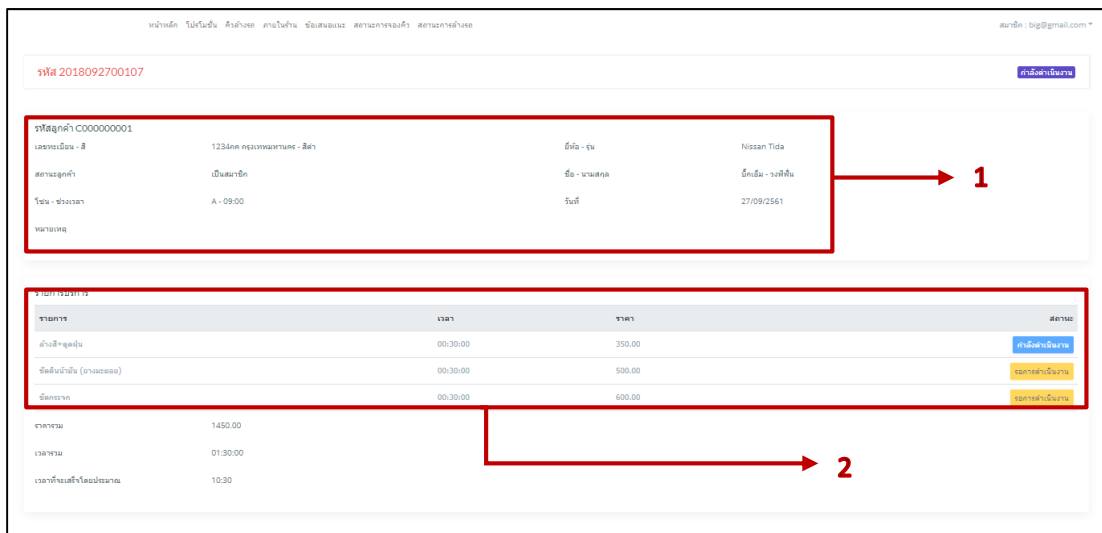 หน้าหลัก โปรโมชั่น คิวล้างรถ ภายในร้าน ข้อเสนอแนะ สถานะการจองคิว สถานะการล้างรถ สมาชิก : big@gmail.com
รหัส 2018092700107 กำลังดำเนินงาน
รหัสลูกค้า C000000001
เลขทะเบียน - สี 1234กค กรุงเทพมหานคร - สีดำ ยี่ห้อ - รุ่น Nissan Tida
สถานะลูกค้า เป็นสมาชิก ชื่อ - นามสกุล
โซน - ช่วงเวลา A - 09:00 วันที่ 27/09/2561
หมายเหตุ
1
รายการบริการ
รายการ เวลา ราคา สถานะ
ล้างสี+ดูดฝุ่น 00:30:00 350.00 กำลังดำเนินงาน
ขัดดินน้ำมัน (ยางมะตอย) 00:30:00 500.00 รอการดำเนินงาน
ขัดกระจก 00:30:00 600.00 รอการดำเนินงาน
ราคารวม 1450.00
เวลารวม 01:30:00
2
เวลาที่จะเสร็จโดยประมาณ 10:30